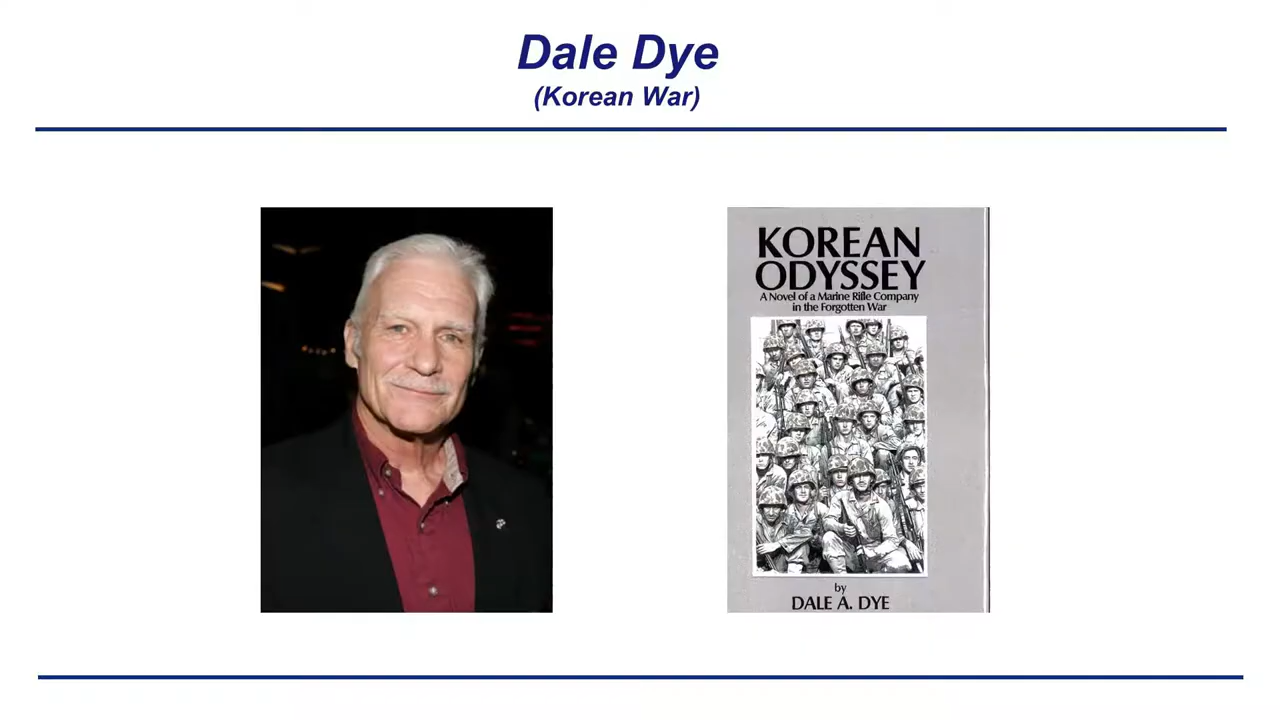 Dale Dye
(Korean War)
KOREAN
ODYSSEY
A Novel of a Marine Rifle Company
in the Forgotten War
by
DALE A. DYE